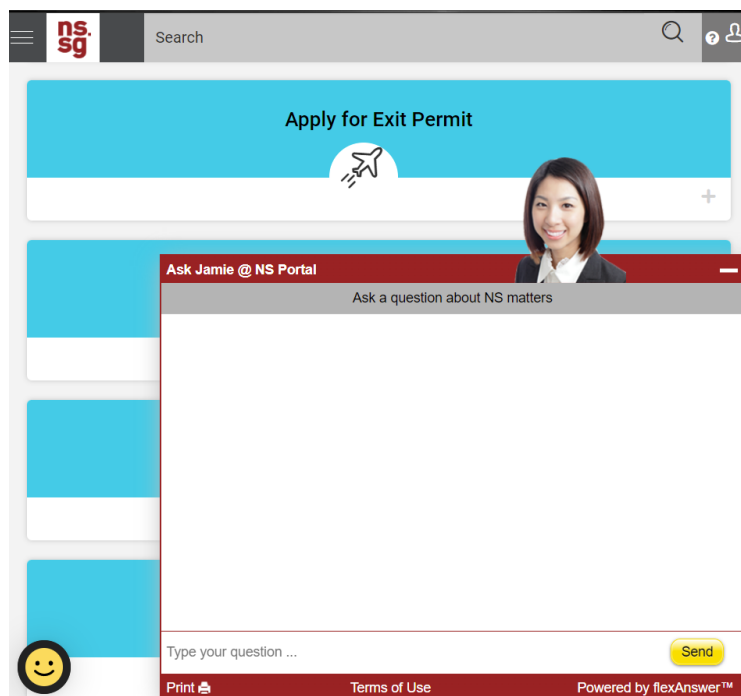 ns.
sg
Search
?
Apply for Exit Permit
+
Ask Jamie @ NS Portal
Ask a question about NS matters
Type your question ...
Send
Print
Terms of Use
Powered by flexAnswer™